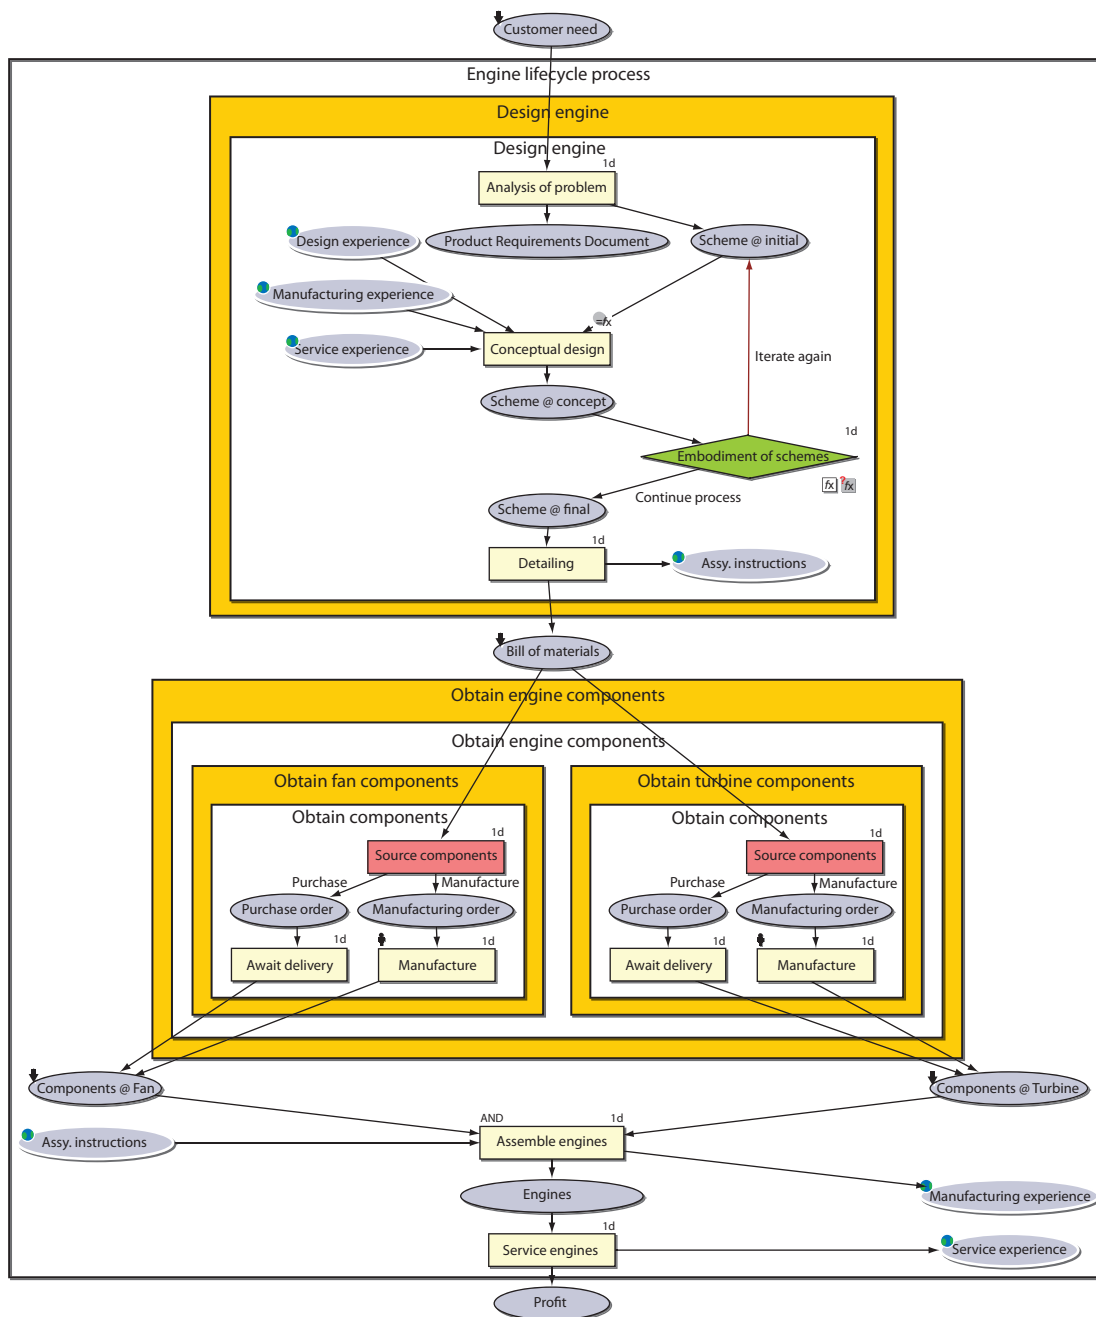 Customer need
Engine lifecycle process
Design engine
Design engine
1d
Analysis of problem
Design experience
Product Requirements Document
Scheme @ initial
Manufacturing experience
=fx
Service experience
Conceptual design
Iterate again
Scheme @ concept
1d
Embodiment of schemes
fx ?fx
Continue process
Scheme @ final
1d
Detailing
Assy. instructions
Bill of materials
Obtain engine components
Obtain engine components
Obtain fan components
Obtain turbine components
Obtain components
Obtain components
1d
1d
Source components
Source components
Purchase
Manufacture
Purchase
Manufacture
Purchase order
Manufacturing order
Purchase order
Manufacturing order
1d
1d
1d
1d
Await delivery
Manufacture
Await delivery
Manufacture
Components @ Fan
Components @ Turbine
AND
1d
Assy. instructions
Assemble engines
Engines
Manufacturing experience
1d
Service engines
Service experience
Profit